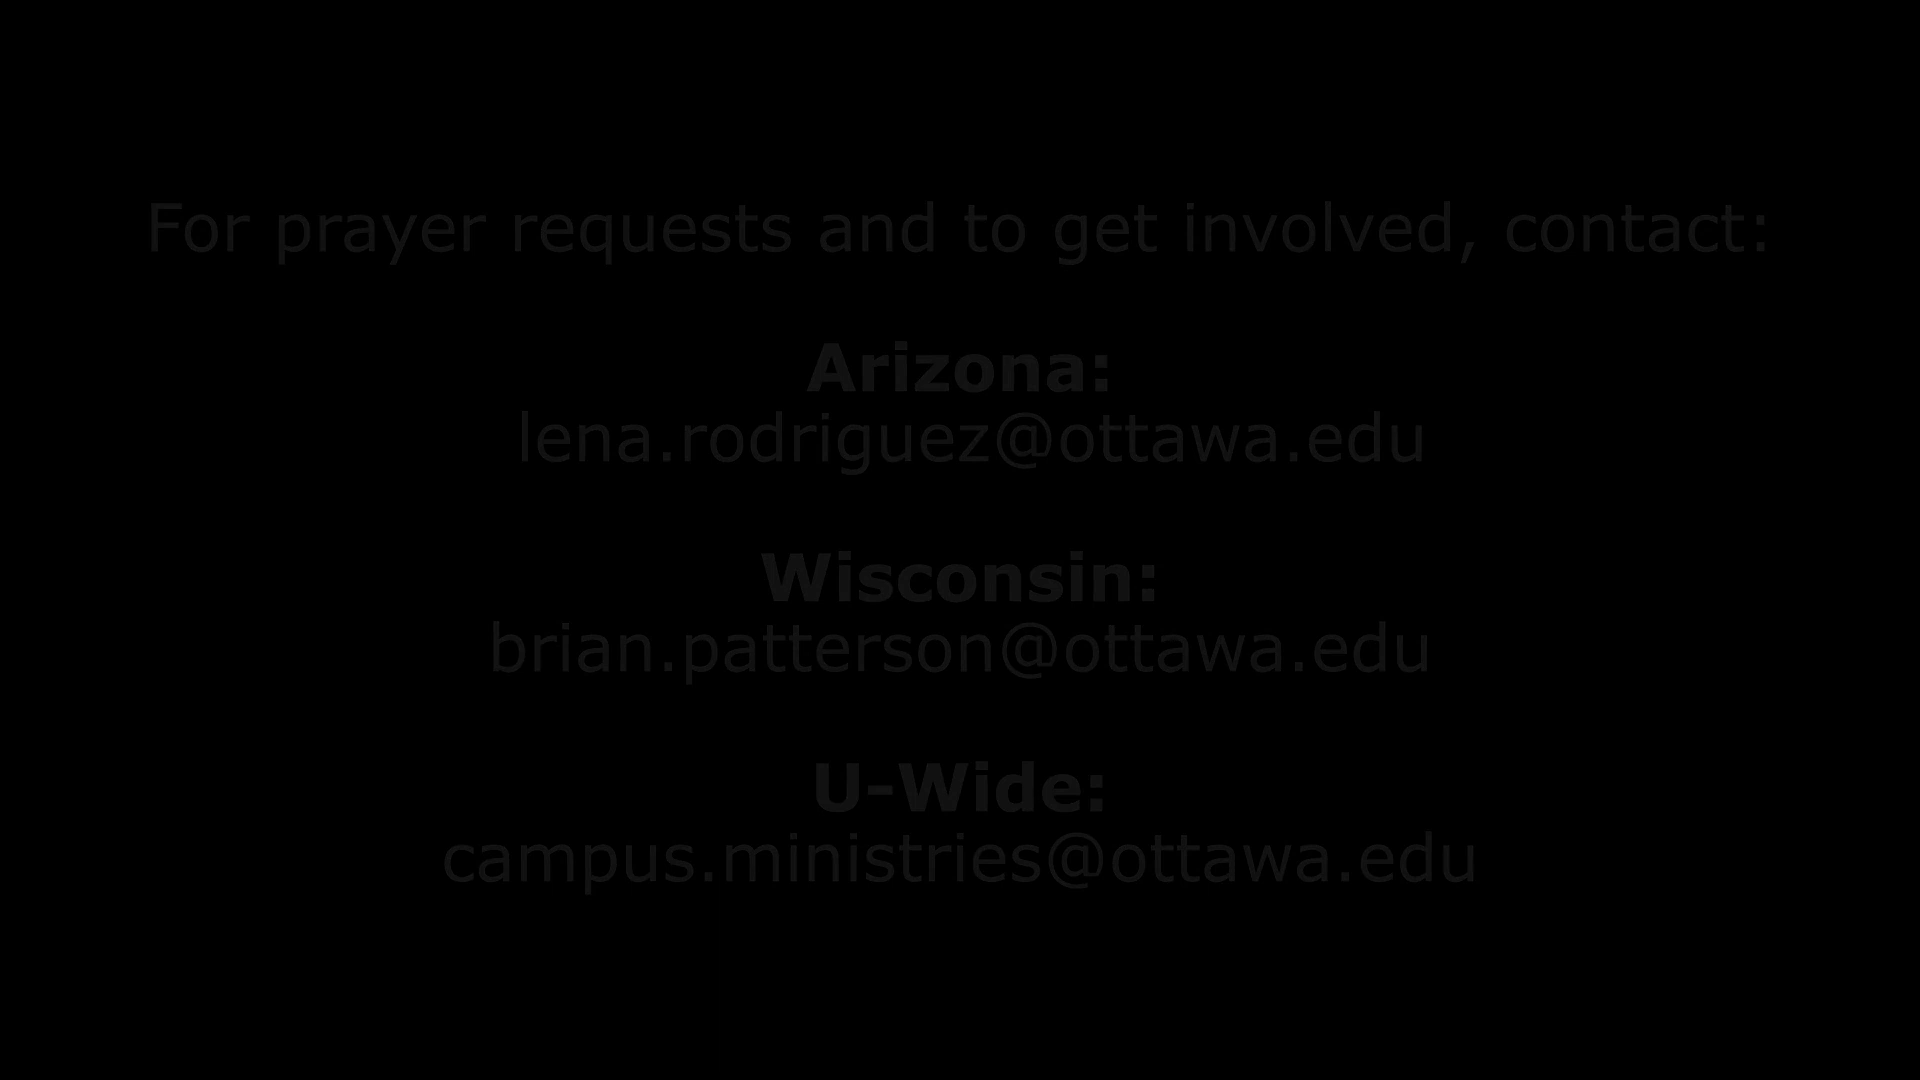 For prayer requests and to get involved, contact:
Arizona:
lena.rodriguez@ottawa.edu
Wisconsin:
brian.patterson@ottawa.edu
U-Wide:
campus.ministries@ottawa.edu